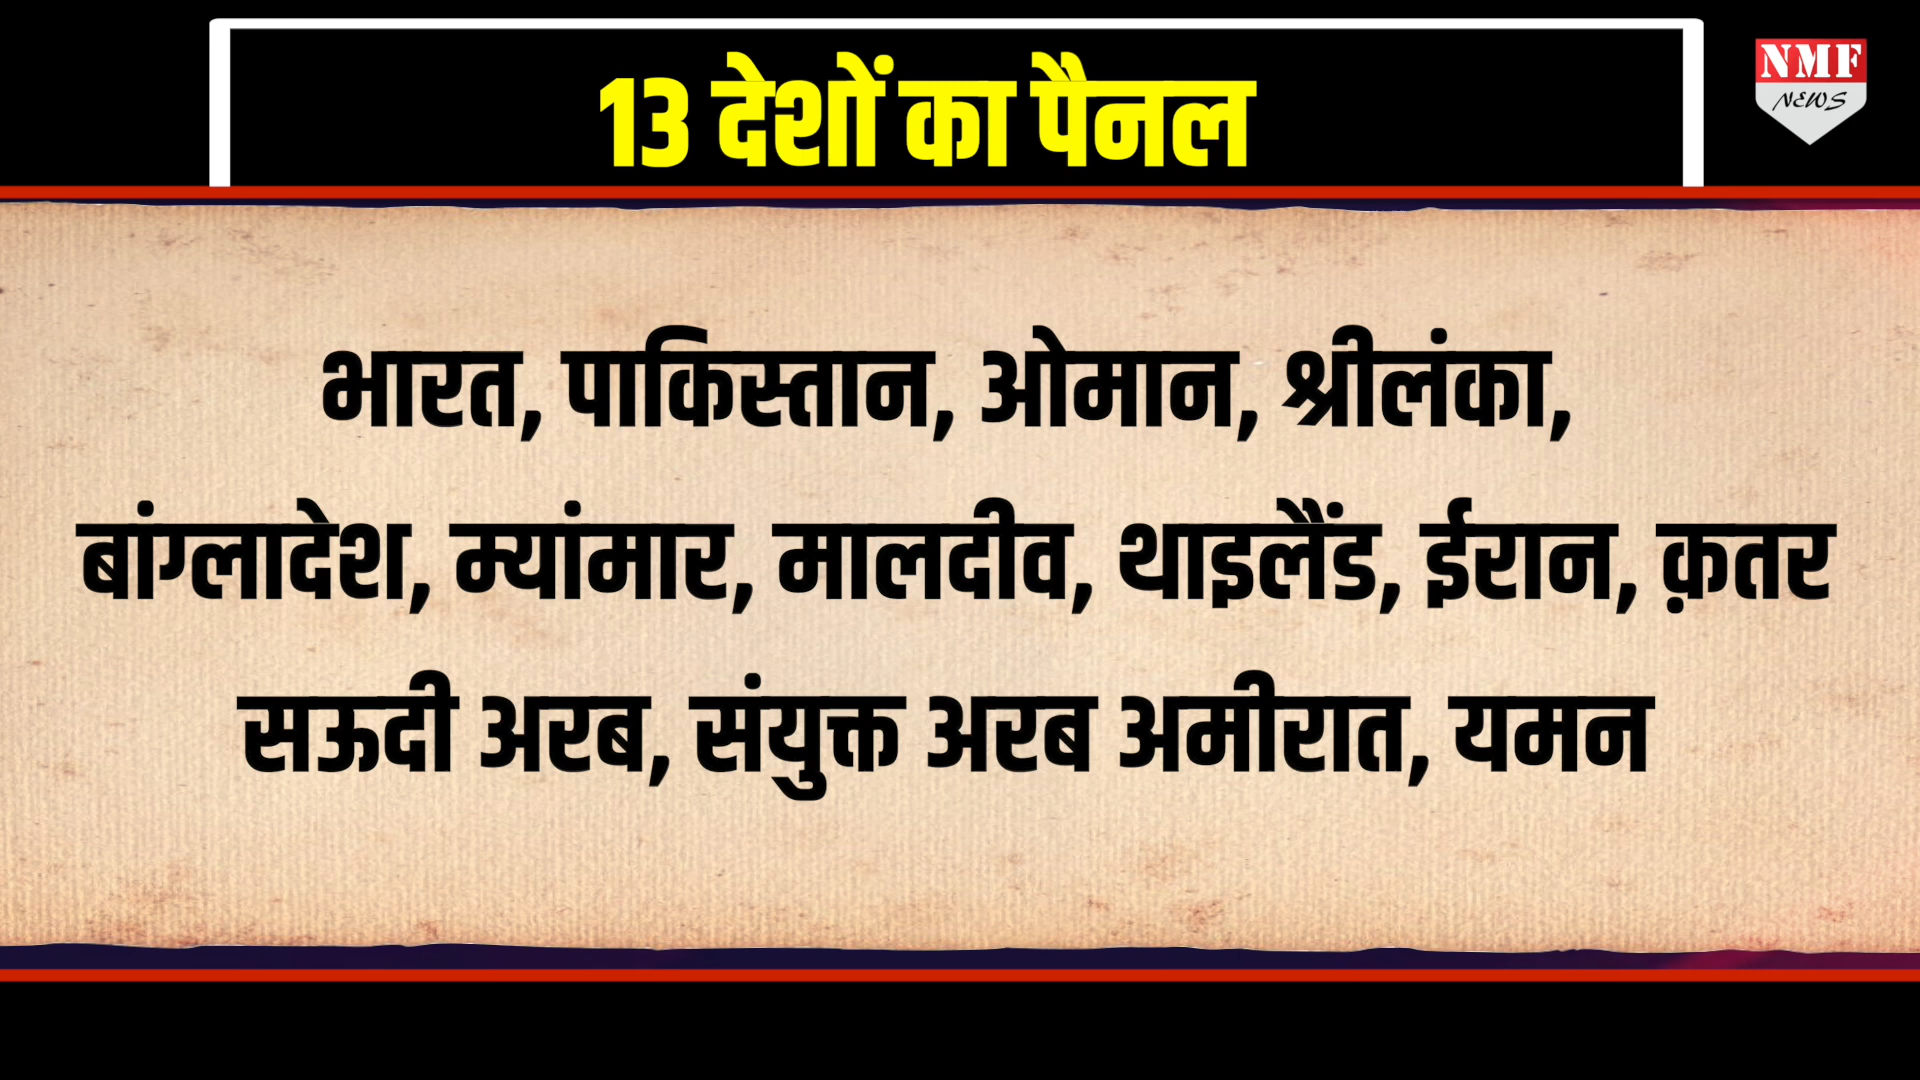 13 देशों का पैनल
NMF
NEWS
भारत, पाकिस्तान, ओमान, श्रीलंका,
बांग्लादेश, म्यांमार, मालदीव, थाइलैंड, ईरान, क़तर
सऊदी अरब, संयुक्त अरब अमीरात, यमन